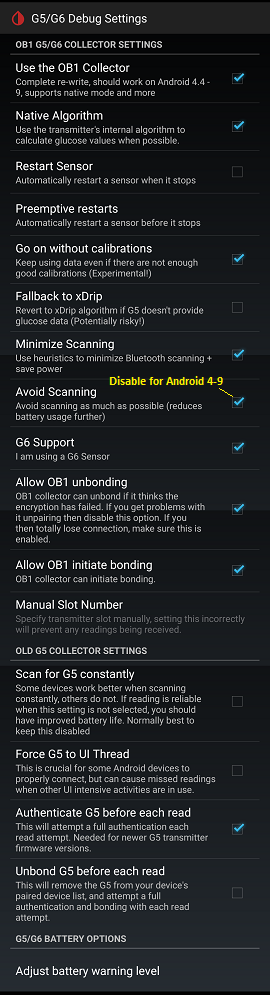 G5/G6 Debug Settings
OB1 G5/G6 COLLECTOR SETTINGS
Use the OB1 Collector
Complete re-write, should work on Android 4.4 -
9, supports native mode and more
Native Algorithm
Use the transmitter's internal algorithm to
calculate glucose values when possible.
Restart Sensor
Automatically restart a sensor when it stops
Preemptive restarts
Automatically restart a sensor before it stops
Go on without calibrations
Keep using data even if there are not enough
good calibrations (Experimental!)
Fallback to xDrip
Revert to xDrip algorithm if G5 doesn't provide
glucose data (Potentially risky!)
Minimize Scanning
Use heuristics to minimize Bluetooth scanning +
save power
Disable for Android 4-9
Avoid Scanning
Avoid scanning as much as possible (reduces
battery usage further)
G6 Support
I am using a G6 Sensor
Allow OB1 unbonding
OB1 collector can unbond if it thinks the
encryption has failed. If you get problems with
it unpairing then disable this option. If you
then totally lose connection, make sure this is
enabled.
Allow OB1 initiate bonding
OB1 collector can initiate bonding.
Manual Slot Number
Specify transmitter slot manually, setting this incorrectly
will prevent any readings being received.
OLD G5 COLLECTOR SETTINGS
Scan for G5 constantly
Some devices work better when scanning
constantly, others do not. If reading is reliable
when this setting is not selected, you should
have improved battery life. Normally best to
keep this disabled
Force G5 to UI Thread
This is crucial for some Android devices to
properly connect, but can cause missed readings
when other UI intensive activities are in use.
Authenticate G5 before each read
This will attempt a full authentication each
read attempt. Needed for newer G5 transmitter
firmware versions.
Unbond G5 before each read
This will remove the G5 from your device's
paired device list, and attempt a full
authentication and bonding with each read
attempt.
G5/G6 BATTERY OPTIONS
Adjust battery warning level